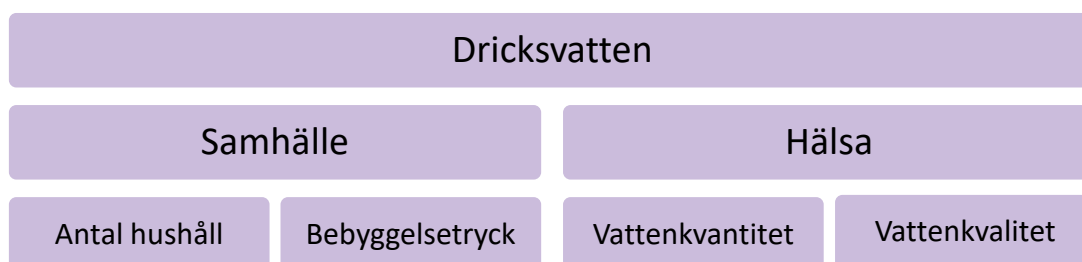 Dricksvatten
Samhälle
Hälsa
Antal hushåll
Bebyggelsetryck
Vattenkvantitet
Vattenkvalitet